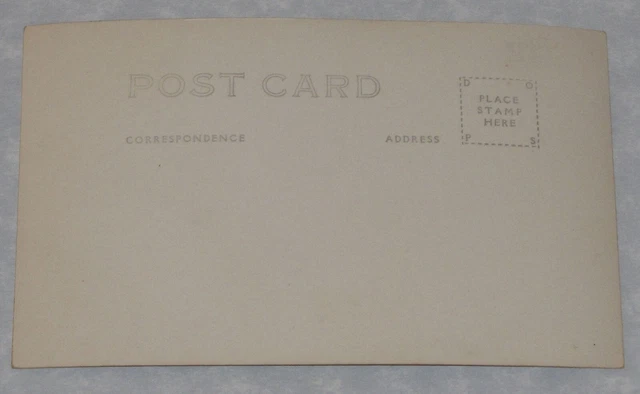 POST CARD
D O
PLACE
STAMP
HERE
P S
CORRESPONDENCE ADDRESS